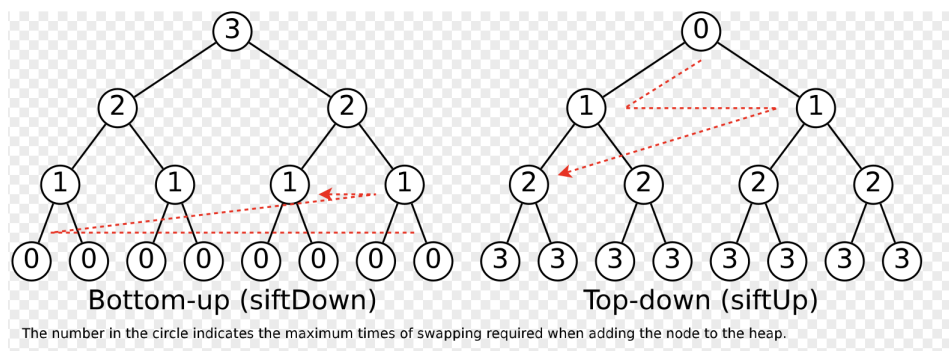 3 0
2 2 1 1
1 1 1 1 2 2 2 2
0 0 0 0 0 0 0 0 3 3 3 3 3 3 3 3
Bottom-up (siftDown) Top-down (siftUp)
The number in the circle indicates the maximum times of swapping required when adding the node to the heap.